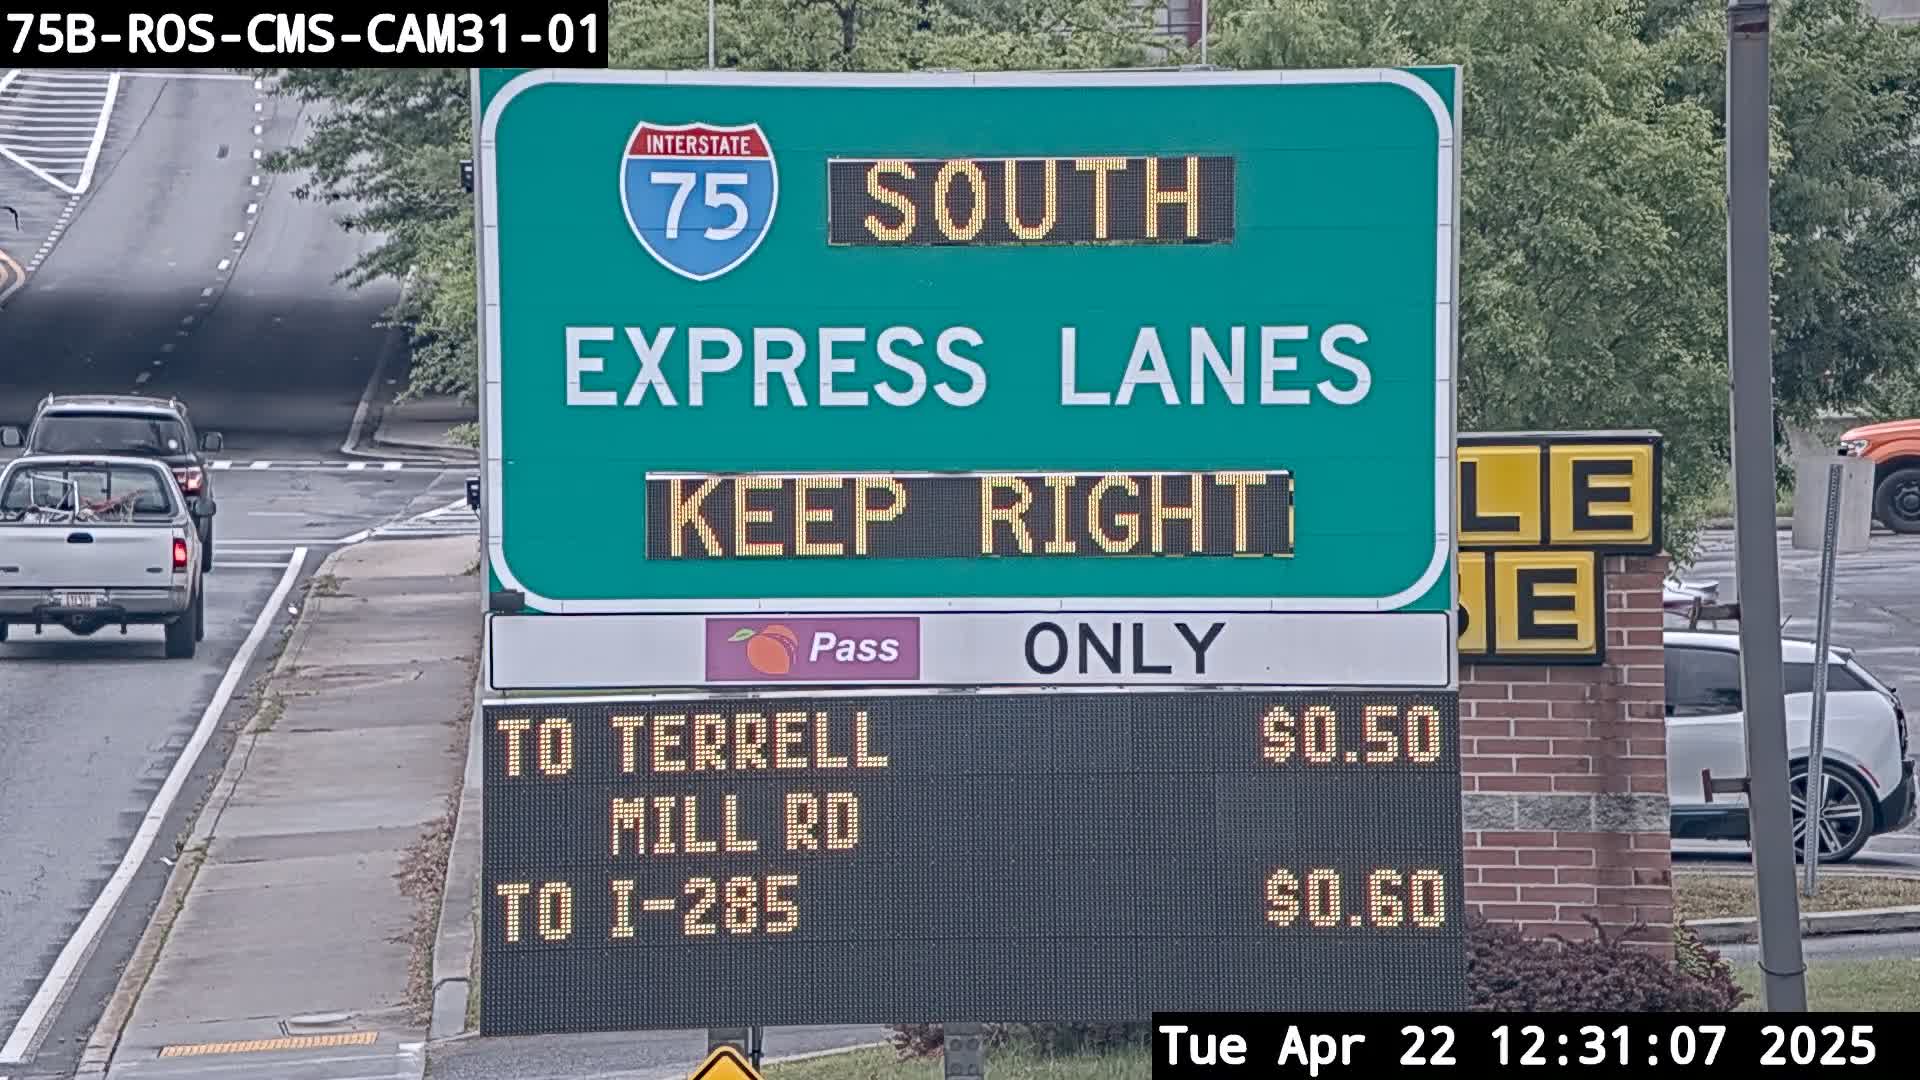 75B-ROS-CMS-CAM31-01
INTERSTATE
75
SOUTH
EXPRESS LANES
KEEP RIGHT
Pass ONLY
TO TERRELL $0.50
MILL RD
TO I-285 $0.60
LE
E
Tue Apr 22 12:31:07 2025